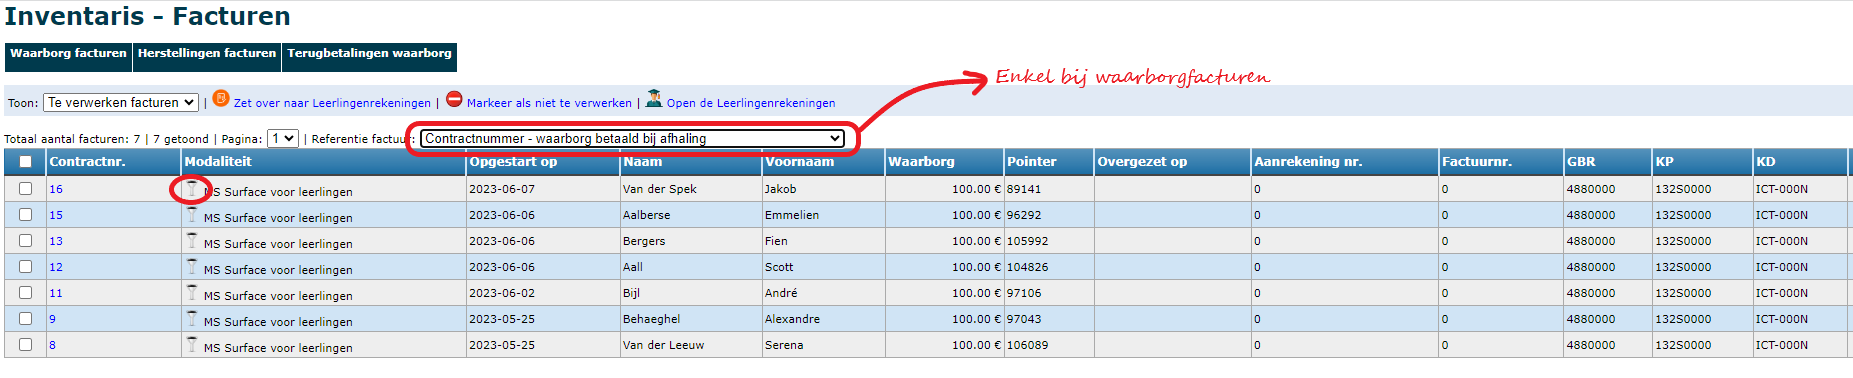 Inventaris - Facturen
Waarborg facturen Herstellingen facturen Terugbetalingen waarborg
Enkel bij waarborgfacturen
Toon: Te verwerken facturen | Zet over naar Leerlingenrekeningen | Markeer als niet te verwerken | Open de Leerlingenrekeningen
Totaal aantal facturen: 7 | 7 getoond | Pagina: 1 | Referentie factuur: Contractnummer - waarborg betaald bij afhaling
Contractnr. Modaliteit Opgestart op Naam Voornaam Waarborg Pointer Overgezet op Aanrekening nr. Factuurnr. GBR KP KD
16 MS Surface voor leerlingen 2023-06-07 Van der Spek Jakob 100.00 € 89141 0 0 4880000 132S0000 ICT-000N
15 MS Surface voor leerlingen 2023-06-06 Aalberse Emmelien 100.00 € 96292 0 0 4880000 132S0000 ICT-000N
13 MS Surface voor leerlingen 2023-06-06 Bergers Fien 100.00 € 105992 0 0 4880000 132S0000 ICT-000N
12 MS Surface voor leerlingen 2023-06-06 Aall Scott 100.00 € 104826 0 0 4880000 132S0000 ICT-000N
11 MS Surface voor leerlingen 2023-06-02 Bijl André 100.00 € 97106 0 0 4880000 132S0000 ICT-000N
9 MS Surface voor leerlingen 2023-05-25 Behaeghel Alexandre 100.00 € 97043 0 0 4880000 132S0000 ICT-000N
8 MS Surface voor leerlingen 2023-05-25 Van der Leeuw Serena 100.00 € 106089 0 0 4880000 132S0000 ICT-000N